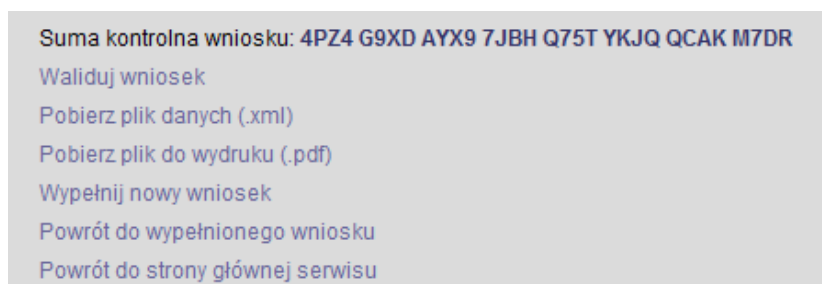 Suma kontrolna wniosku: 4PZ4 G9XD AYX9 7JBH Q75T YKJQ QCAK M7DR
Waliduj wniosek
Pobierz plik danych (.xml)
Pobierz plik do wydruku (.pdf)
Wypełnij nowy wniosek
Powrót do wypełnionego wniosku
Powrót do strony głównej serwisu